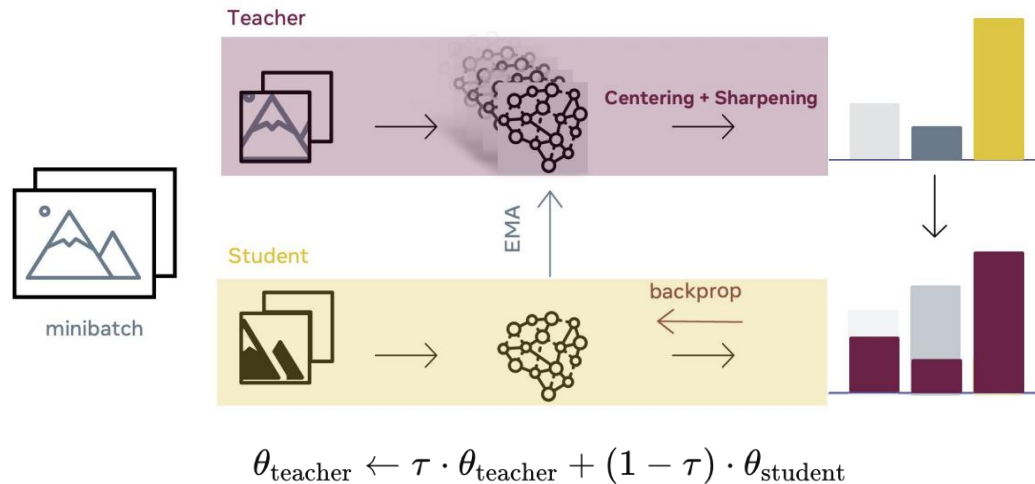 Teacher
Centering + Sharpening
EMA
Student
backprop
minibatch
θ_teacher ← τ · θ_teacher + (1 − τ) · θ_student